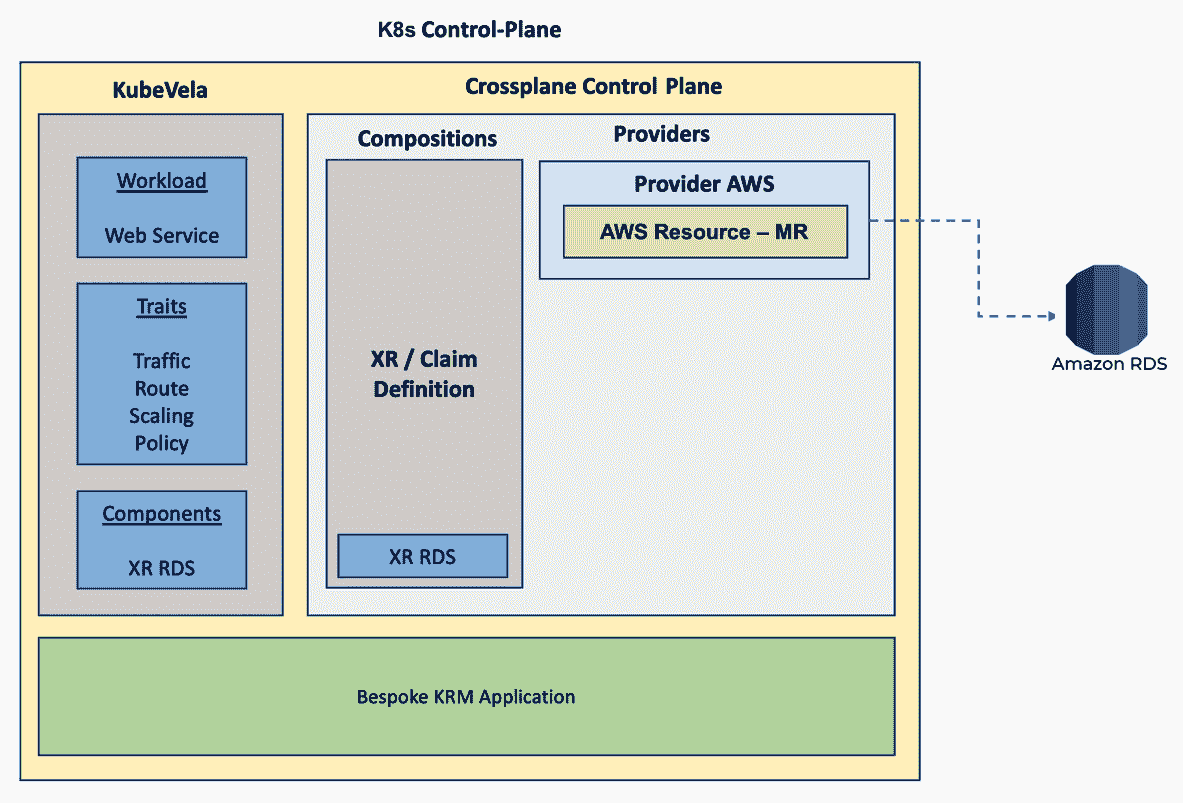 K8s Control-Plane
KubeVela
Crossplane Control Plane
Workload
Web Service
Traits
Traffic
Route
Scaling
Policy
Components
XR RDS
Compositions
XR / Claim
Definition
XR RDS
Providers
Provider AWS
AWS Resource – MR
Amazon RDS
Bespoke KRM Application